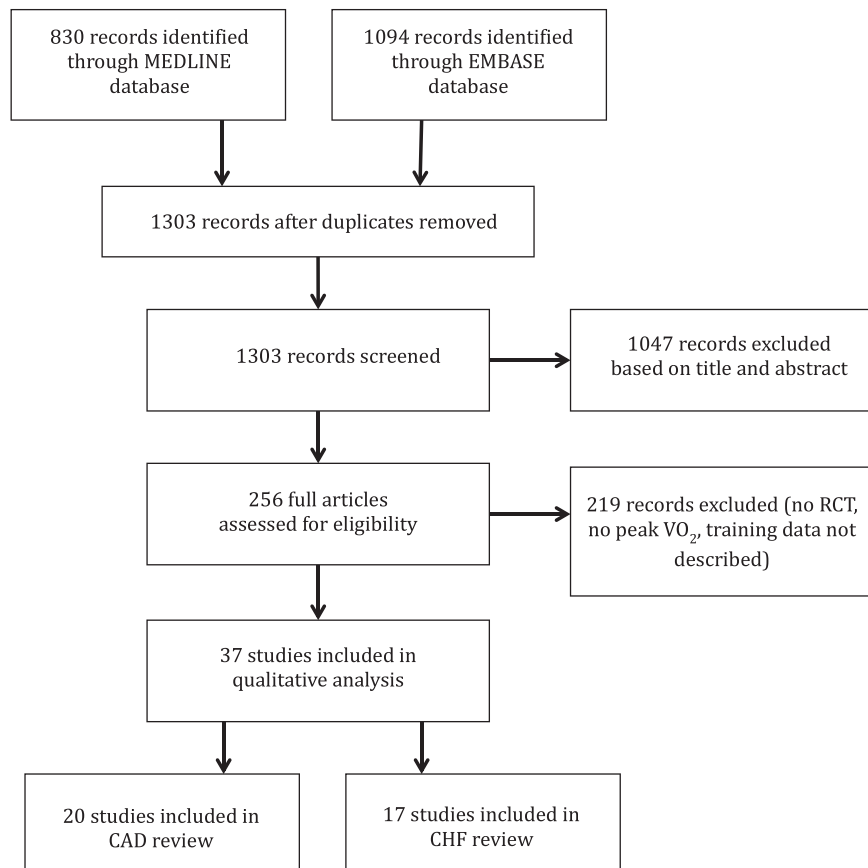 830 records identified
through MEDLINE
database
1094 records identified
through EMBASE
database
1303 records after duplicates removed
1303 records screened
1047 records excluded
based on title and abstract
256 full articles
assessed for eligibility
219 records excluded (no RCT,
no peak VO₂, training data not
described)
37 studies included in
qualitative analysis
20 studies included in
CAD review
17 studies included in
CHF review